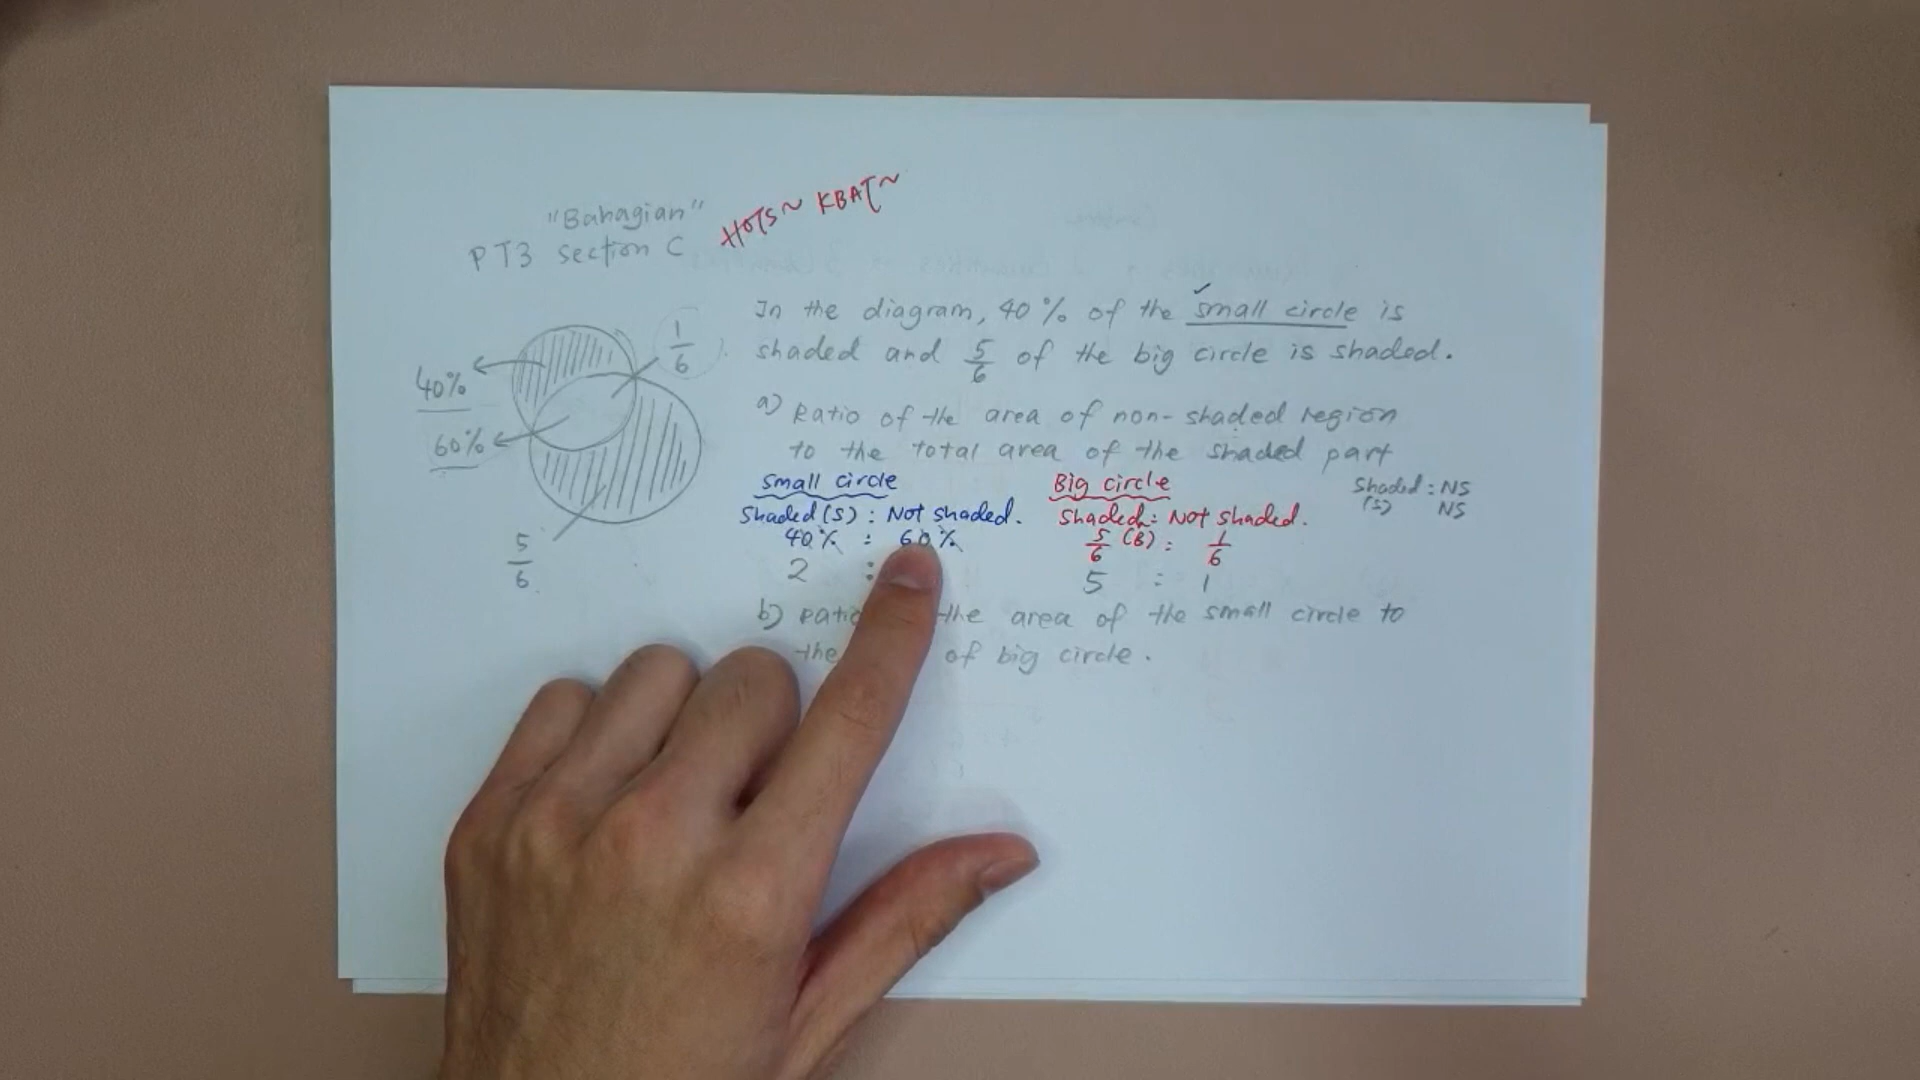 "Bahagian"
PT3 section C
HOTS~ KBAT~
In the diagram, 40% of the small circle is
shaded and 5/6 of the big circle is shaded.
1/6
40%
60%
5/6
a) Ratio of the area of non-shaded region
to the total area of the shaded part
Small circle
Shaded (S) : Not shaded.
40% : 60%
2 :
Big circle
Shaded : Not shaded.
5/6 (B) : 1/6
5 : 1
Shaded : NS
(S) NS
b) the area of the small circle to
the of big circle.